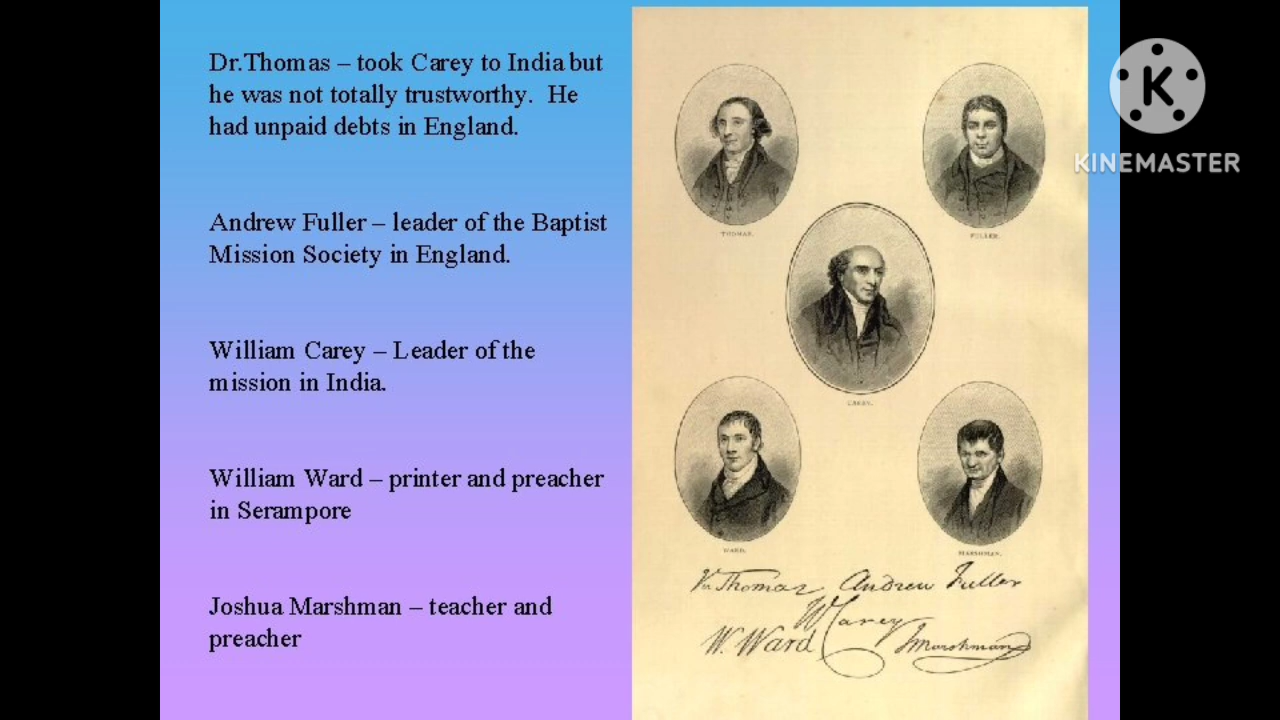 Dr.Thomas – took Carey to India but
he was not totally trustworthy. He
had unpaid debts in England.
Andrew Fuller – leader of the Baptist
Mission Society in England.
William Carey – Leader of the
mission in India.
William Ward – printer and preacher
in Serampore
Joshua Marshman – teacher and
preacher
THOMAS.
FULLER.
CAREY.
WARD.
MARSHMAN.
Thomas Andrew Fuller
W Carey
W. Ward J Marshman
K
KINEMASTER